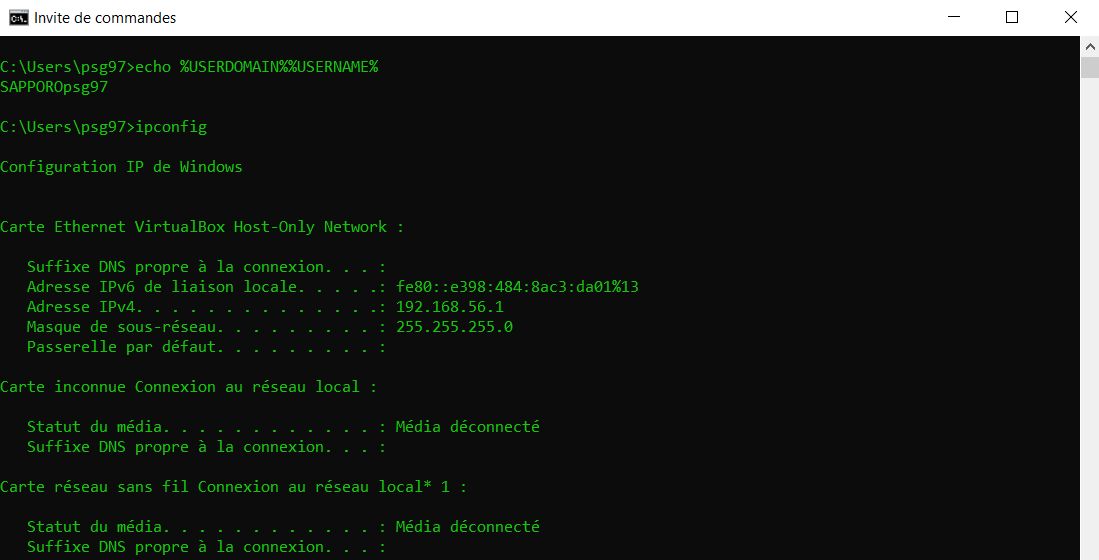 Invite de commandes
C:\Users\psg97>echo %USERDOMAIN%%USERNAME%
SAPPOROpsg97
C:\Users\psg97>ipconfig
Configuration IP de Windows
Carte Ethernet VirtualBox Host-Only Network :
Suffixe DNS propre à la connexion. . . :
Adresse IPv6 de liaison locale. . . . .: fe80::e398:484:8ac3:da01%13
Adresse IPv4. . . . . . . . . . . . . .: 192.168.56.1
Masque de sous-réseau. . . . . . . . . : 255.255.255.0
Passerelle par défaut. . . . . . . . . :
Carte inconnue Connexion au réseau local :
Statut du média. . . . . . . . . . . . : Média déconnecté
Suffixe DNS propre à la connexion. . . :
Carte réseau sans fil Connexion au réseau local* 1 :
Statut du média. . . . . . . . . . . . : Média déconnecté
Suffixe DNS propre à la connexion. . . :